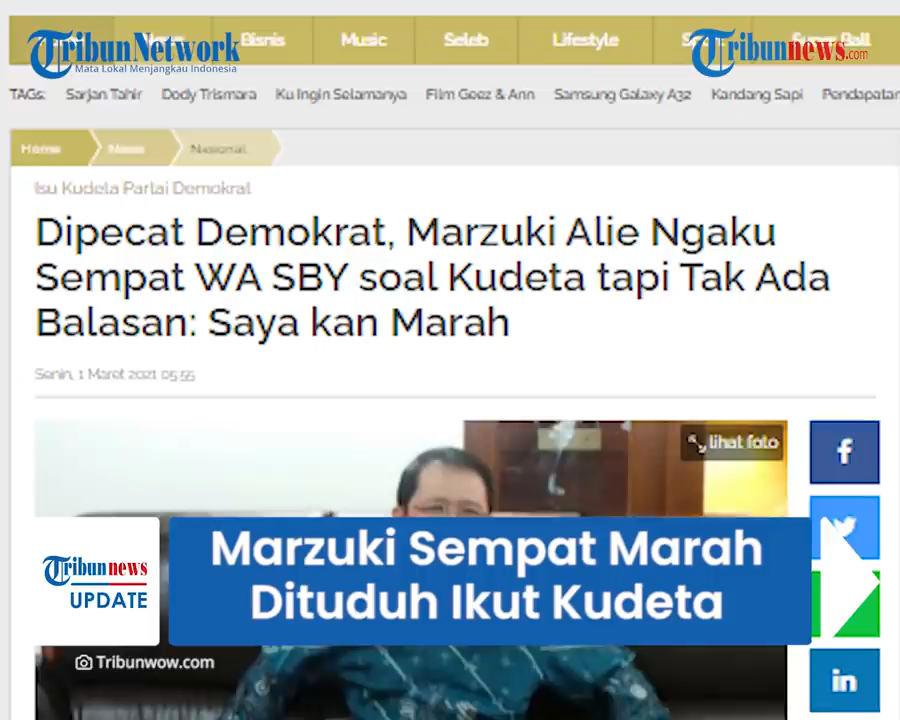 TribunNetwork
Mata Lokal Menjangkau Indonesia
Bisnis
Music
Seleb
Lifestyle
Tribunnews.com
TAGs: Sarjan Tahir Dody Trismara Ku Ingin Selamanya Film Geez & Ann Samsung Galaxy A32 Kandang Sapi Pendapatan
Home News Nasional
Isu Kudeta Partai Demokrat
Dipecat Demokrat, Marzuki Alie Ngaku
Sempat WA SBY soal Kudeta tapi Tak Ada
Balasan: Saya kan Marah
Senin, 1 Maret 2021 05:55
lihat foto
f
Tribunnews
UPDATE
Marzuki Sempat Marah
Dituduh Ikut Kudeta
Tribunwow.com
in